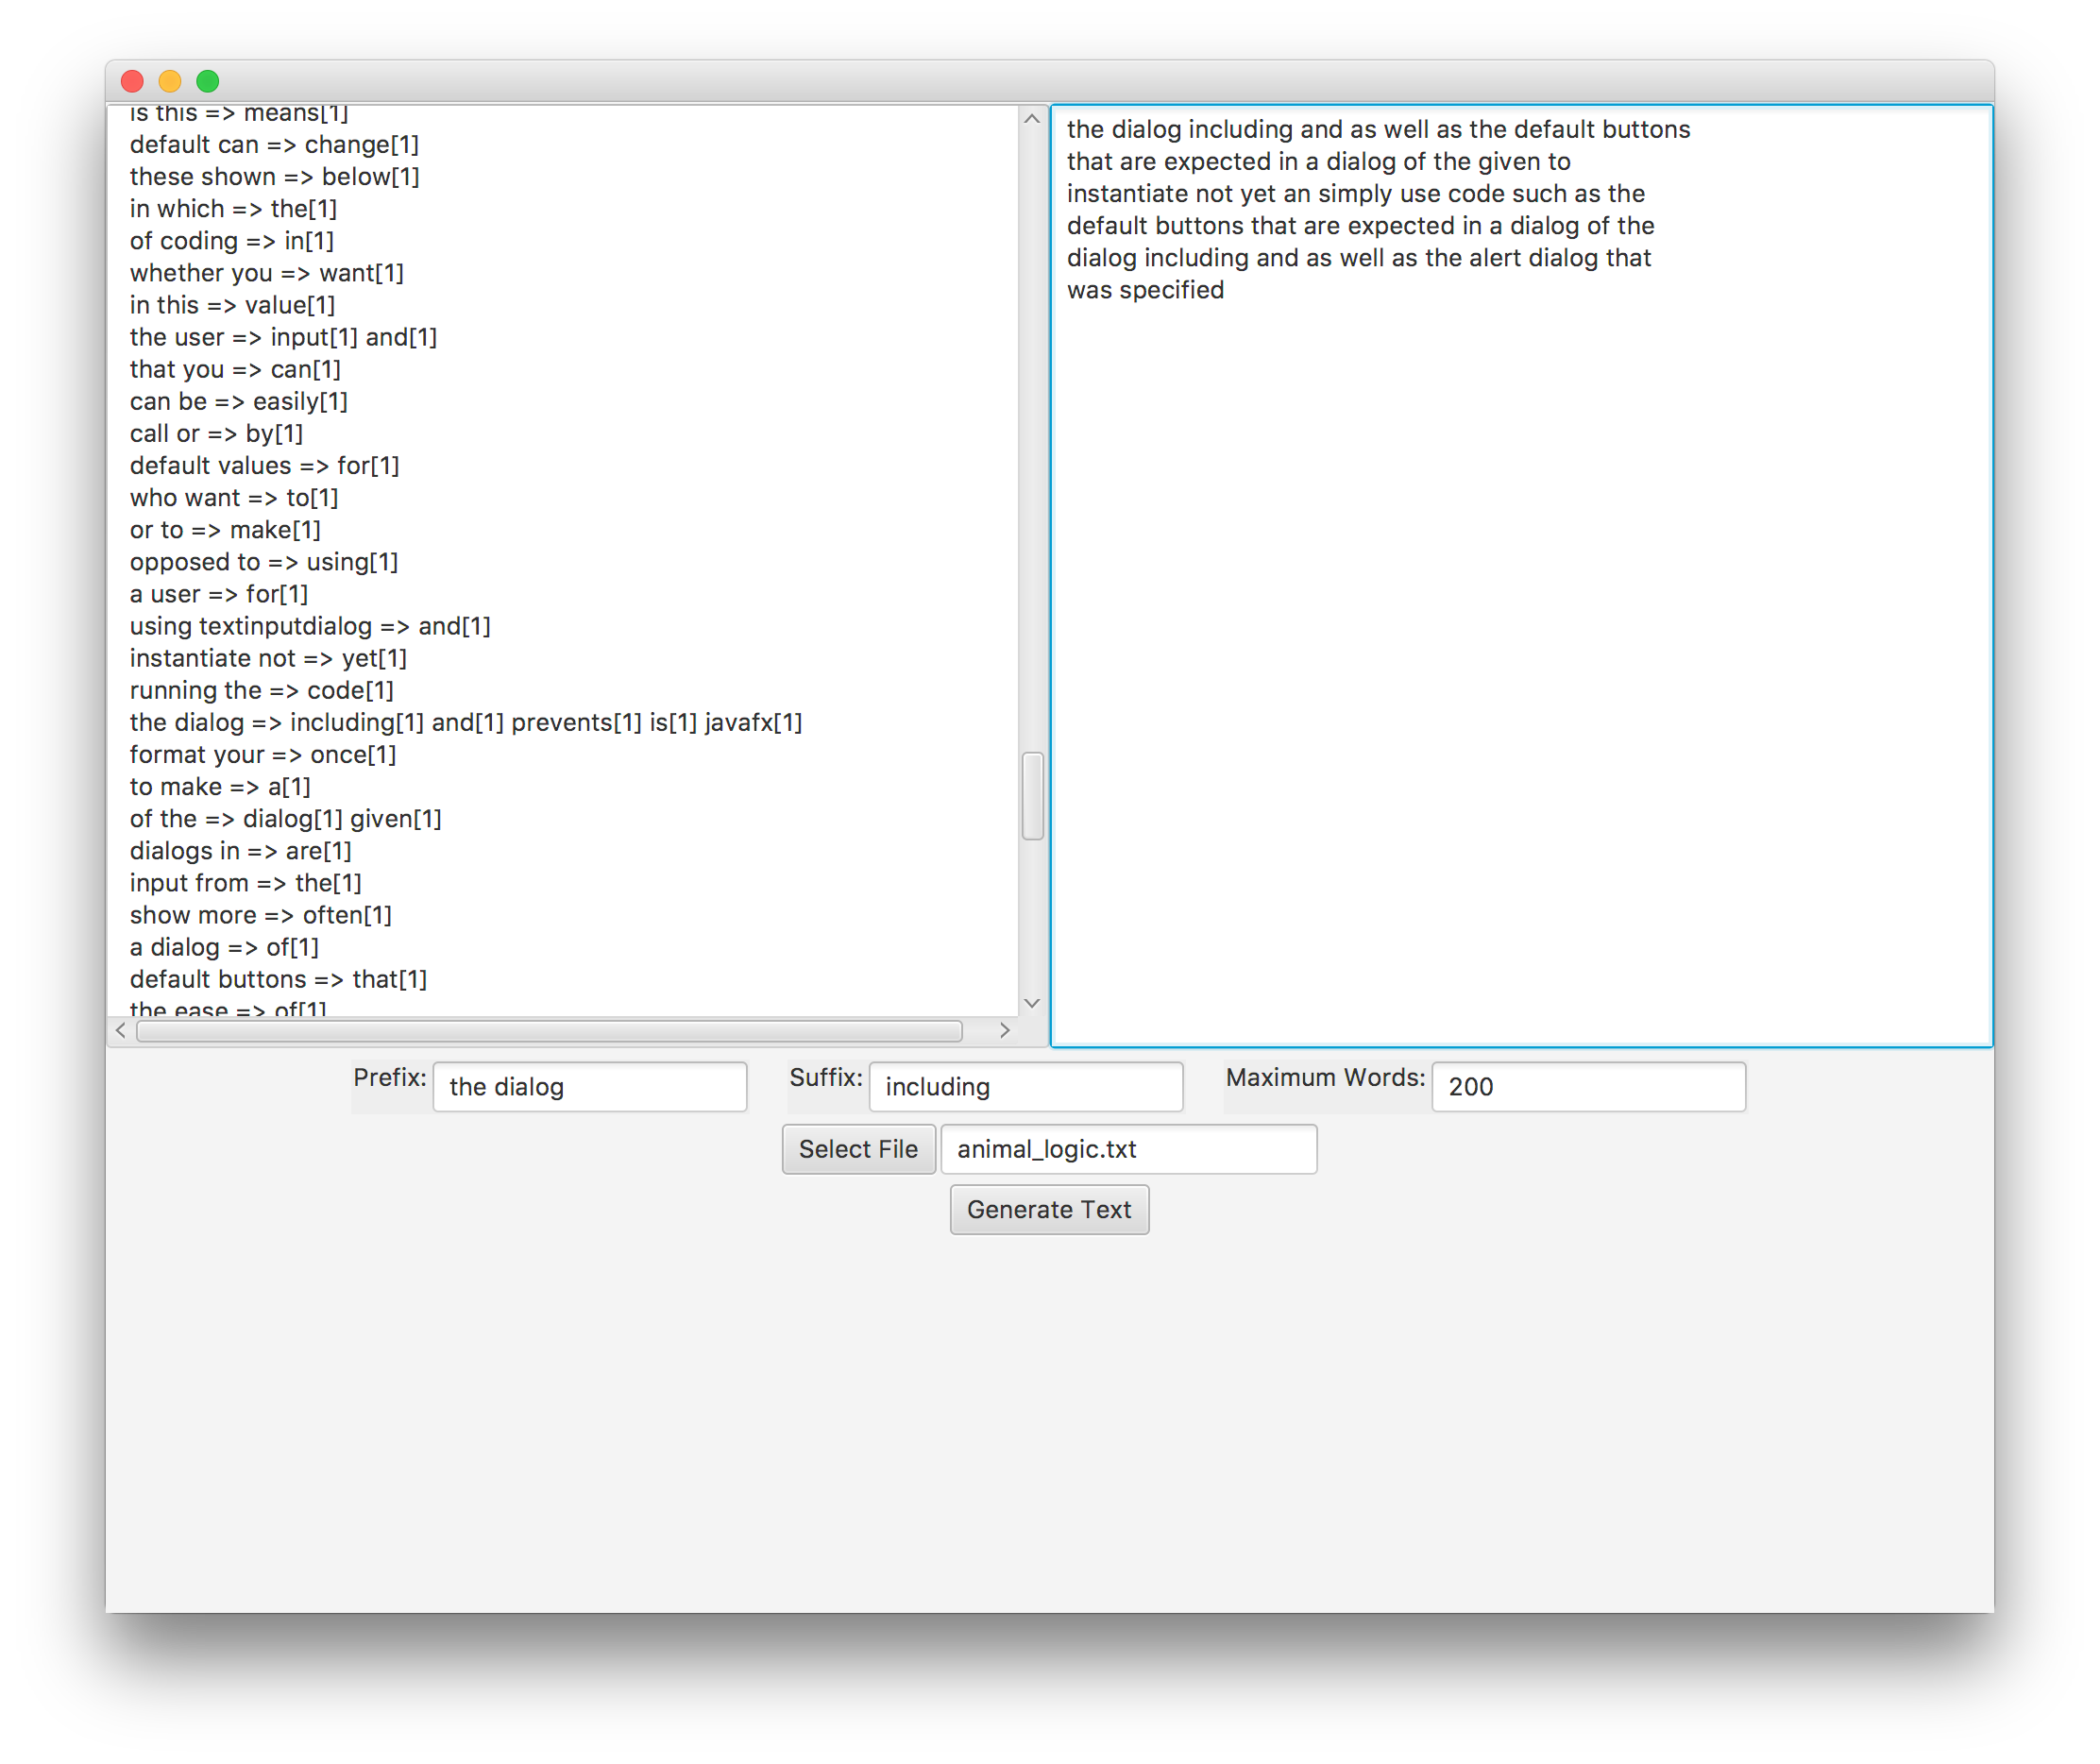 is this => means[1]
default can => change[1]
these shown => below[1]
in which => the[1]
of coding => in[1]
whether you => want[1]
in this => value[1]
the user => input[1] and[1]
that you => can[1]
can be => easily[1]
call or => by[1]
default values => for[1]
who want => to[1]
or to => make[1]
opposed to => using[1]
a user => for[1]
using textinputdialog => and[1]
instantiate not => yet[1]
running the => code[1]
the dialog => including[1] and[1] prevents[1] is[1] javafx[1]
format your => once[1]
to make => a[1]
of the => dialog[1] given[1]
dialogs in => are[1]
input from => the[1]
show more => often[1]
a dialog => of[1]
default buttons => that[1]
the ease => of[1]
the dialog including and as well as the default buttons
that are expected in a dialog of the given to
instantiate not yet an simply use code such as the
default buttons that are expected in a dialog of the
dialog including and as well as the alert dialog that
was specified
Prefix: the dialog Suffix: including Maximum Words: 200
Select File animal_logic.txt
Generate Text